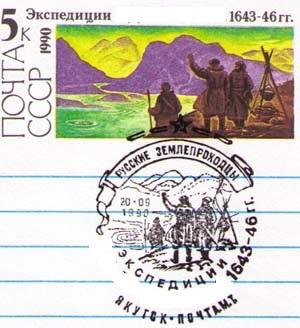 5к Экспедиции 1643-46 гг.
1990
ПОЧТА
СССР
РУССКИЕ ЗЕМЛЕПРОХОДЦЫ
20-09
1990
ЭКСПЕДИЦИИ 1643-46 гг.
ЯКУТСК-ПОЧТАМТ